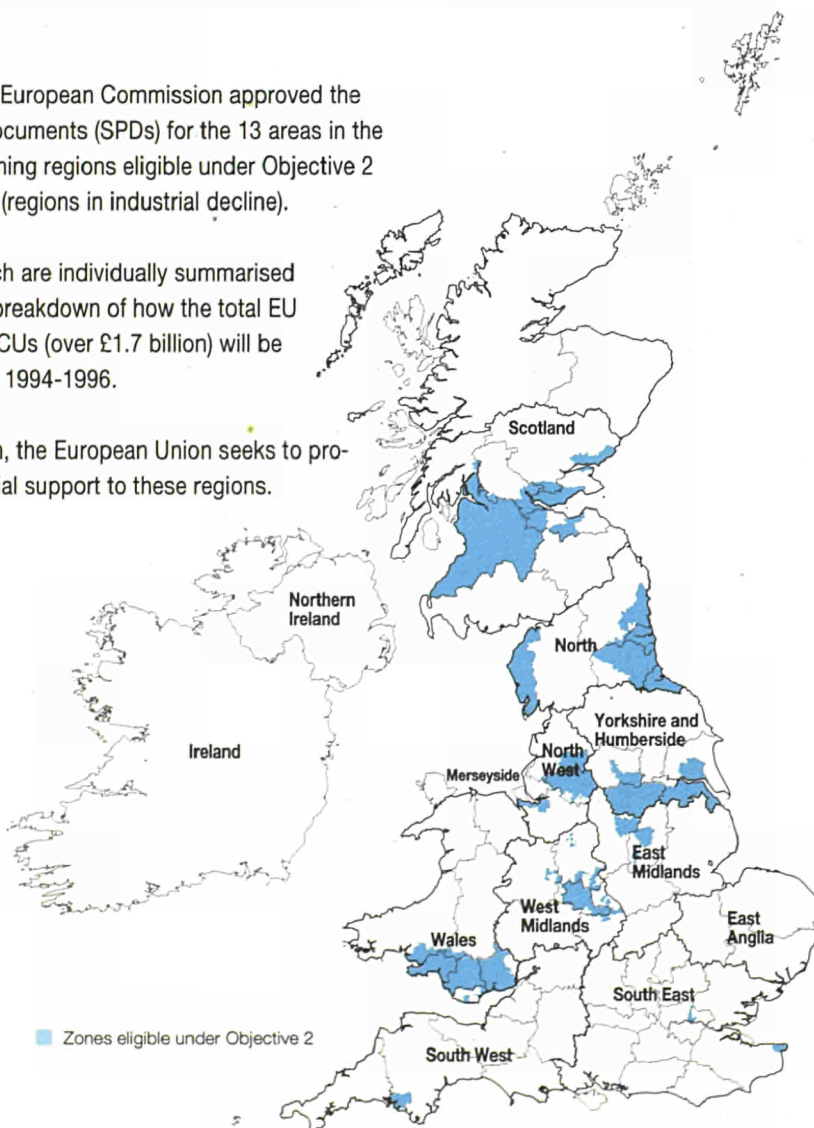 European Commission approved the
ocuments (SPDs) for the 13 areas in the
ning regions eligible under Objective 2
(regions in industrial decline).
ch are individually summarised
breakdown of how the total EU
CUs (over £1.7 billion) will be
1994-1996.
n, the European Union seeks to pro-
ial support to these regions.
Scotland
Northern
Ireland
North
Ireland
Yorkshire and
Humberside
North
West
Merseyside
East
Midlands
West
Midlands
East
Anglia
Wales
South East
Zones eligible under Objective 2
South West